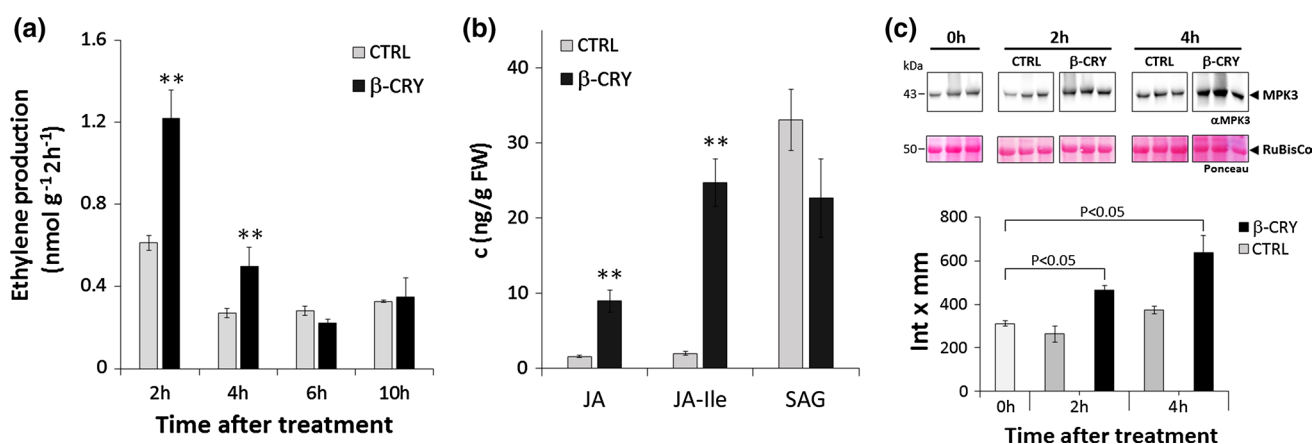 (a)
Ethylene production
(nmol g⁻¹ 2h⁻¹)
1.6
1.2
0.8
0.4
0
CTRL
β-CRY
**
**
2h
4h
6h
10h
Time after treatment
(b)
c (ng/g FW)
40
30
20
10
0
CTRL
β-CRY
**
**
JA
JA-Ile
SAG
(c)
0h
2h
4h
CTRL
β-CRY
CTRL
β-CRY
kDa
43
MPK3
αMPK3
50
RuBisCo
Ponceau
Int x mm
800
600
400
200
0
P<0.05
P<0.05
β-CRY
CTRL
0h
2h
4h
Time after treatment